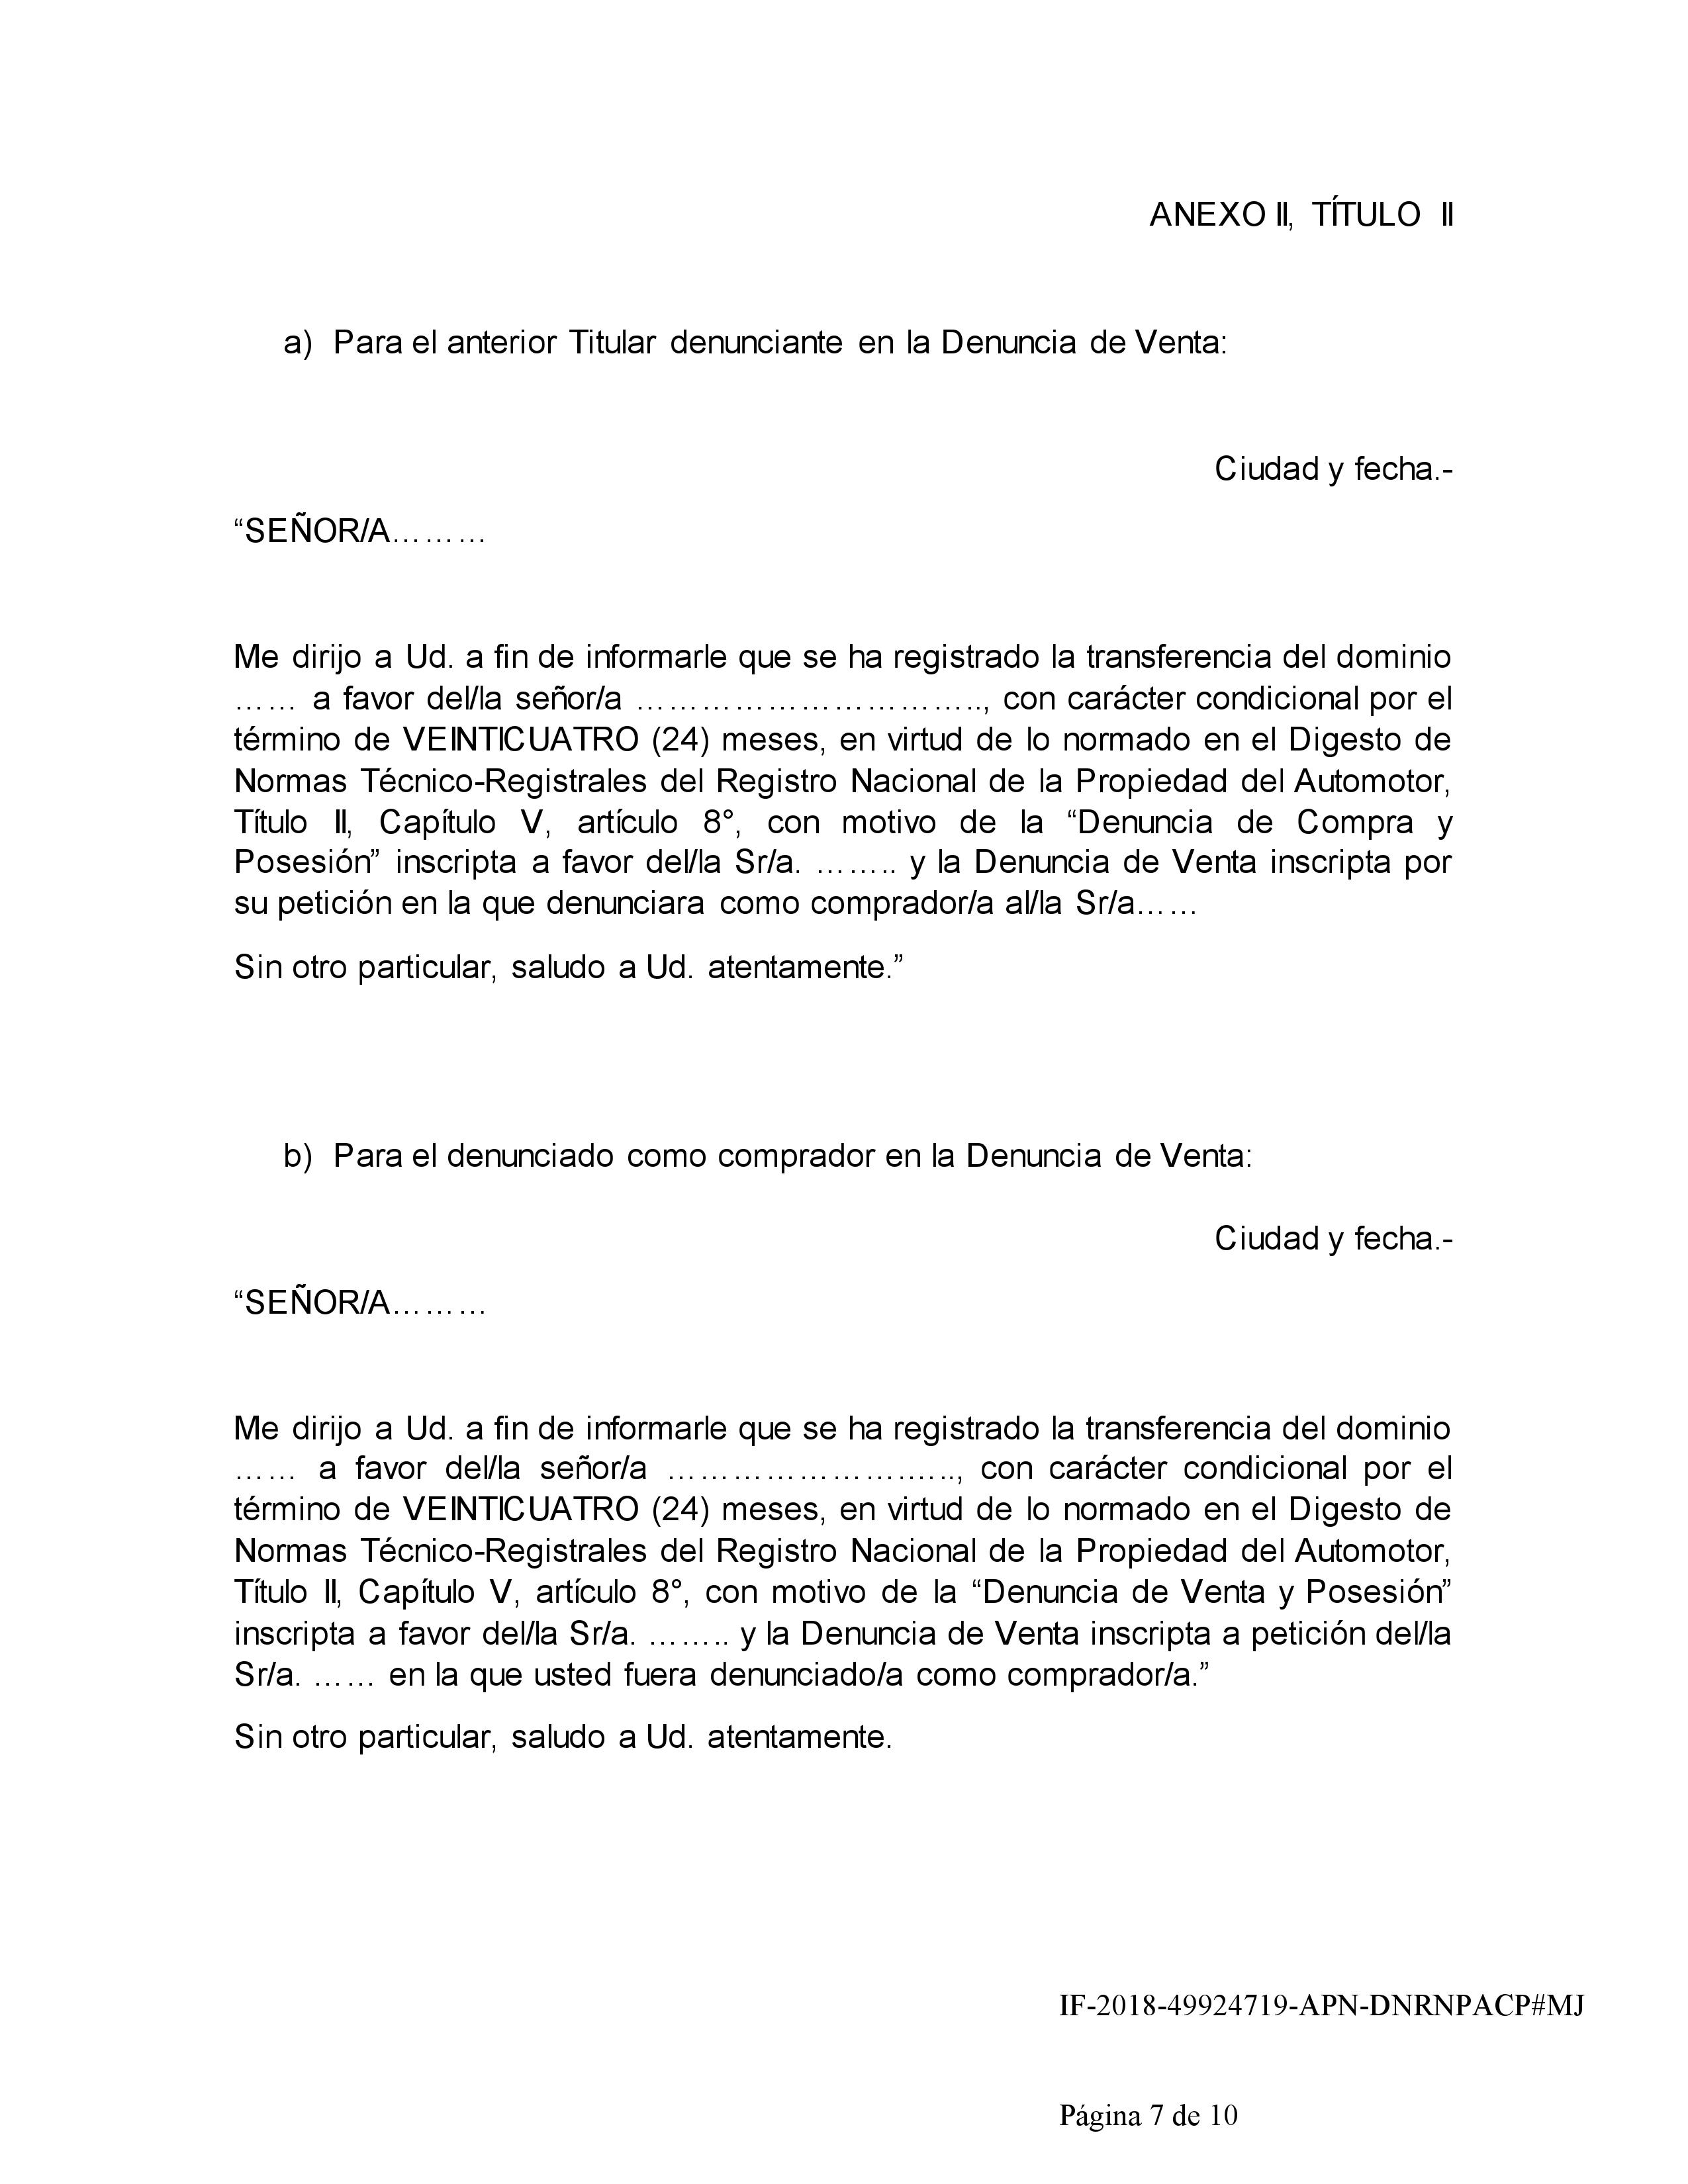 ANEXO II, TÍTULO II
a) Para el anterior Titular denunciante en la Denuncia de Venta:
Ciudad y fecha.-
“SEÑOR/A………
Me dirijo a Ud. a fin de informarle que se ha registrado la transferencia del dominio
…… a favor del/la señor/a ………………………….., con carácter condicional por el
término de VEINTICUATRO (24) meses, en virtud de lo normado en el Digesto de
Normas Técnico-Registrales del Registro Nacional de la Propiedad del Automotor,
Título II, Capítulo V, artículo 8°, con motivo de la “Denuncia de Compra y
Posesión” inscripta a favor del/la Sr/a. …….. y la Denuncia de Venta inscripta por
su petición en la que denunciara como comprador/a al/la Sr/a……
Sin otro particular, saludo a Ud. atentamente.”
b) Para el denunciado como comprador en la Denuncia de Venta:
Ciudad y fecha.-
“SEÑOR/A………
Me dirijo a Ud. a fin de informarle que se ha registrado la transferencia del dominio
…… a favor del/la señor/a ………………….….., con carácter condicional por el
término de VEINTICUATRO (24) meses, en virtud de lo normado en el Digesto de
Normas Técnico-Registrales del Registro Nacional de la Propiedad del Automotor,
Título II, Capítulo V, artículo 8°, con motivo de la “Denuncia de Venta y Posesión”
inscripta a favor del/la Sr/a. …….. y la Denuncia de Venta inscripta a petición del/la
Sr/a. …… en la que usted fuera denunciado/a como comprador/a.”
Sin otro particular, saludo a Ud. atentamente.
IF-2018-49924719-APN-DNRNPACP#MJ
Página 7 de 10